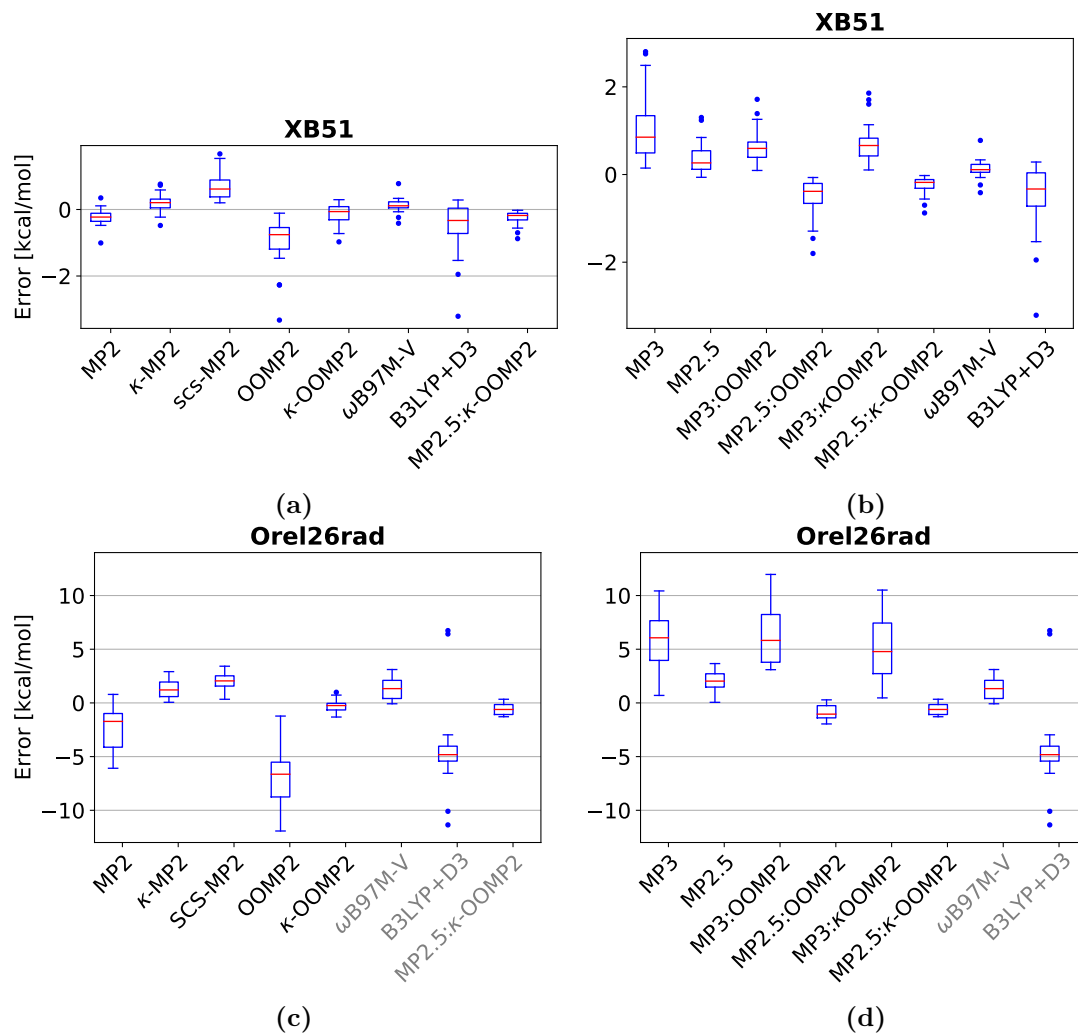 XB51
Error [kcal/mol]
0
−2
MP2
κ-MP2
SCS-MP2
OOMP2
κ-OOMP2
ωB97M-V
B3LYP+D3
MP2.5:κ-OOMP2
(a)
XB51
2
0
−2
MP3
MP2.5
MP3:OOMP2
MP2.5:OOMP2
MP3:κOOMP2
MP2.5:κ-OOMP2
ωB97M-V
B3LYP+D3
(b)
Orel26rad
Error [kcal/mol]
10
5
0
−5
−10
MP2
κ-MP2
SCS-MP2
OOMP2
κ-OOMP2
ωB97M-V
B3LYP+D3
MP2.5:κ-OOMP2
(c)
Orel26rad
10
5
0
−5
−10
MP3
MP2.5
MP3:OOMP2
MP2.5:OOMP2
MP3:κOOMP2
MP2.5:κ-OOMP2
ωB97M-V
B3LYP+D3
(d)